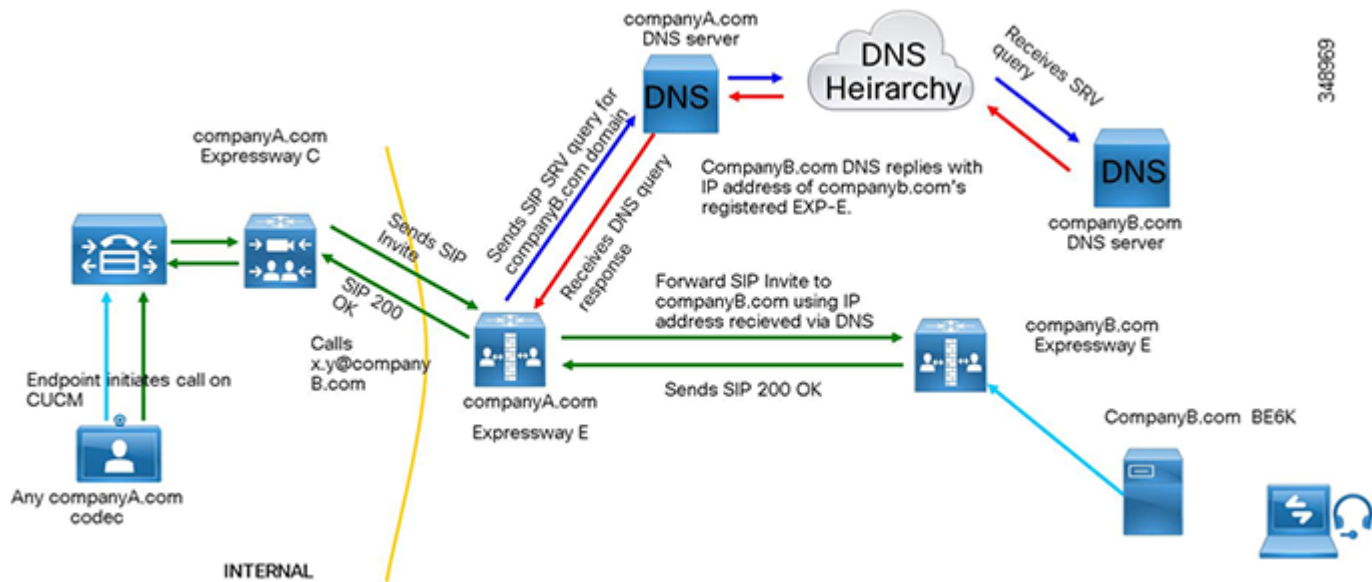 companyA.com
DNS server
DNS
Heirarchy
Receives SRV
query
348969
DNS
companyA.com
Expressway C
Sends SIP SRV query for
companyB.com domain
CompanyB.com DNS replies with
IP address of companyb.com's
registered EXP-E.
DNS
companyB.com
DNS server
Sends SIP
Invite
Receives DNS query
response
SIP 200
OK
Forward SIP Invite to
companyB.com using IP
address recieved via DNS
companyB.com
Expressway E
Calls
x.y@company
B.com
Endpoint initiates call on
CUCM
Sends SIP 200 OK
companyA.com
Expressway E
CompanyB.com BE6K
Any companyA.com
codec
INTERNAL